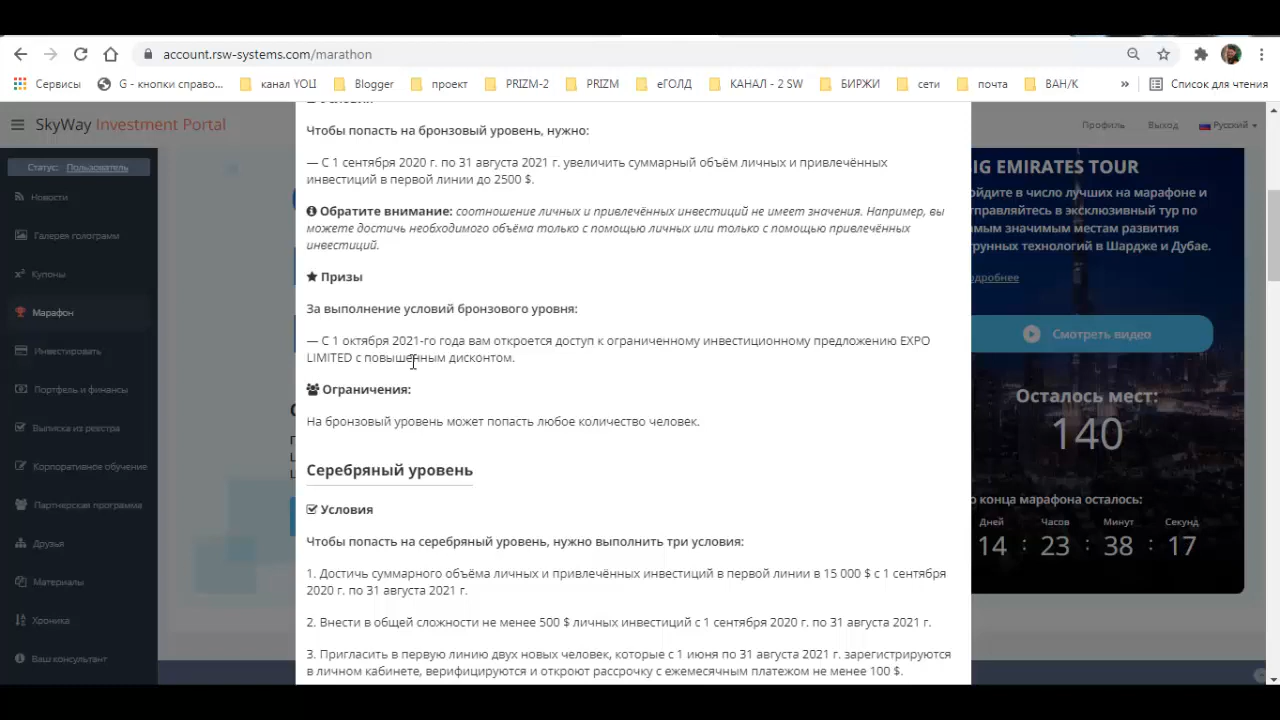 account.rsw-systems.com/marathon
Сервисы
G - кнопки справо...
канал YOU
Blogger
проект
PRIZM-2
PRIZM
еГОЛД
КАНАЛ - 2 SW
БИРЖИ
сети
почта
ВАН/К
»
Список для чтения
SkyWay Investment Portal
Профиль
Выход
Русский
Статус: Пользователь
Новости
Галерея голограмм
Купоны
Марафон
Инвестировать
Портфель и финансы
Выписка из реестра
Корпоративное обучение
Партнерская программа
Друзья
Материалы
Хроника
Ваш консультант
Чтобы попасть на бронзовый уровень, нужно:
— С 1 сентября 2020 г. по 31 августа 2021 г. увеличить суммарный объём личных и привлечённых
инвестиций в первой линии до 2500 $.
Обратите внимание: соотношение личных и привлечённых инвестиций не имеет значения. Например, вы
можете достичь необходимого объёма только с помощью личных или только с помощью привлечённых
инвестиций.
Призы
За выполнение условий бронзового уровня:
— С 1 октября 2021-го года вам откроется доступ к ограниченному инвестиционному предложению EXPO
LIMITED с повышенным дисконтом.
Ограничения:
На бронзовый уровень может попасть любое количество человек.
Серебряный уровень
Условия
Чтобы попасть на серебряный уровень, нужно выполнить три условия:
1. Достичь суммарного объёма личных и привлечённых инвестиций в первой линии в 15 000 $ с 1 сентября
2020 г. по 31 августа 2021 г.
2. Внести в общей сложности не менее 500 $ личных инвестиций с 1 сентября 2020 г. по 31 августа 2021 г.
3. Пригласить в первую линию двух новых человек, которые с 1 июня по 31 августа 2021 г. зарегистрируются
в личном кабинете, верифицируются и откроют рассрочку с ежемесячным платежом не менее 100 $.
IG EMIRATES TOUR
ойдите в число лучших на марафоне и
тправляйтесь в эксклюзивный тур по
амым значимым местам развития
трунных технологий в Шардже и Дубае.
одробнее
Смотреть видео
Осталось мест:
140
о конца марафона осталось:
Дней Часов Минут Секунд
14 : 23 : 38 : 17